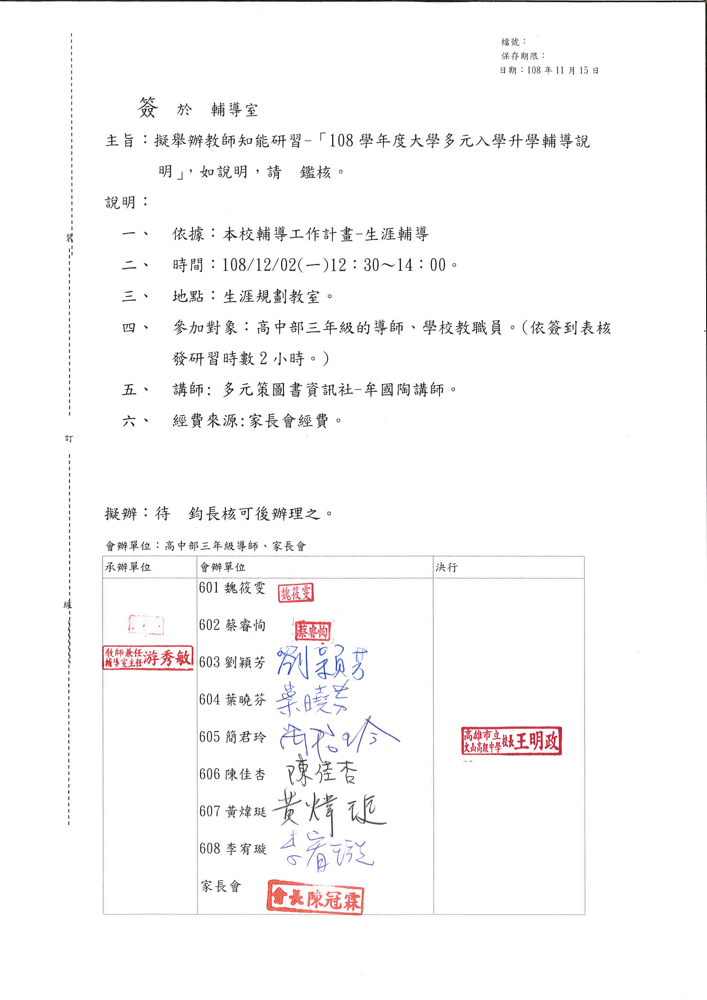 檔號：
保存期限：
日期：108 年 11 月 15 日
簽 於 輔導室
主旨：擬舉辦教師知能研習-「108 學年度大學多元入學升學輔導說
明」，如說明，請　鑑核。
說明：
一、 依據：本校輔導工作計畫-生涯輔導
二、 時間：108/12/02(一)12：30～14：00。
三、 地點：生涯規劃教室。
四、 參加對象：高中部三年級的導師、學校教職員。(依簽到表核
發研習時數 2 小時。)
五、 講師: 多元策圖書資訊社-牟國陶講師。
六、 經費來源:家長會經費。
擬辦：待　鈞長核可後辦理之。
會辦單位：高中部三年級導師、家長會
承辦單位 會辦單位 決行
601 魏筱雯 魏筱雯
602 蔡睿恂 蔡睿恂
教師兼任
輔導室主任 游秀敏
603 劉穎芳 劉穎芳
604 葉曉芬 葉曉芬
605 簡君玲 簡君玲
高雄市立
文山高級中學 校長 王明政
606 陳佳杏 陳佳杏
607 黃煒珽 黃煒珽
608 李宥璇 李宥璇
家長會 會長陳冠霖
裝
訂
線